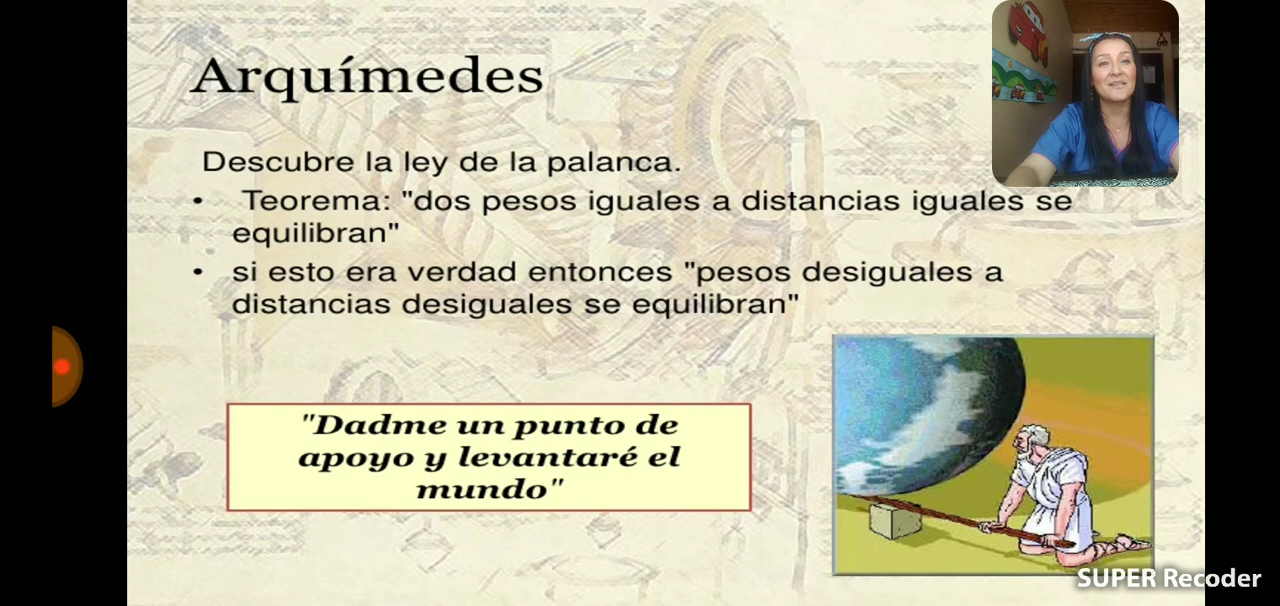 Arquímedes
Descubre la ley de la palanca.
• Teorema: "dos pesos iguales a distancias iguales se
equilibran"
• si esto era verdad entonces "pesos desiguales a
distancias desiguales se equilibran"
"Dadme un punto de
apoyo y levantaré el
mundo"
SUPER Recoder